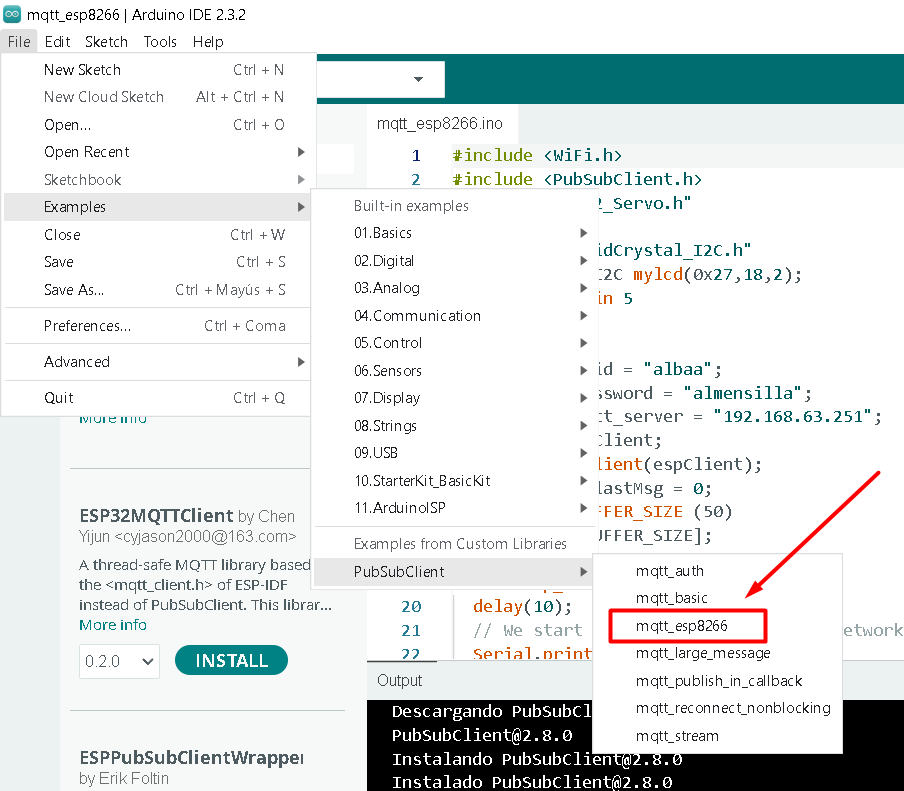 mqtt_esp8266 | Arduino IDE 2.3.2
File Edit Sketch Tools Help
New Sketch Ctrl + N
New Cloud Sketch Alt + Ctrl + N
Open... Ctrl + O
Open Recent
Sketchbook
Examples
Close Ctrl + W
Save Ctrl + S
Save As... Ctrl + Mayús + S
Preferences... Ctrl + Coma
Advanced
Quit Ctrl + Q
Built-in examples
01.Basics
02.Digital
03.Analog
04.Communication
05.Control
06.Sensors
07.Display
08.Strings
09.USB
10.StarterKit_BasicKit
11.ArduinoISP
Examples from Custom Libraries
PubSubClient
mqtt_auth
mqtt_basic
mqtt_esp8266
mqtt_large_message
mqtt_publish_in_callback
mqtt_reconnect_nonblocking
mqtt_stream
More info
ESP32MQTTClient by Chen
Yijun <cyjason2000@163.com>
A thread-safe MQTT library based
the <mqtt_client.h> of ESP-IDF
instead of PubSubClient. This librar...
More info
0.2.0 INSTALL
ESPPubSubClientWrapper
by Erik Foltin
mqtt_esp8266.ino
1 #include <WiFi.h>
2 #include <PubSubClient.h>
2_Servo.h"
idCrystal_I2C.h"
I2C mylcd(0x27,18,2);
in 5
id = "albaa";
ssword = "almensilla";
tt_server = "192.168.63.251";
Client;
lient(espClient);
lastMsg = 0;
FFER_SIZE (50)
UFFER_SIZE];
20 delay(10);
21 // We start etwork
22 Serial.print
Output
Descargando PubSubCl
PubSubClient@2.8.0
Instalando PubSubClient@2.8.0
Instalado PubSubClient@2.8.0